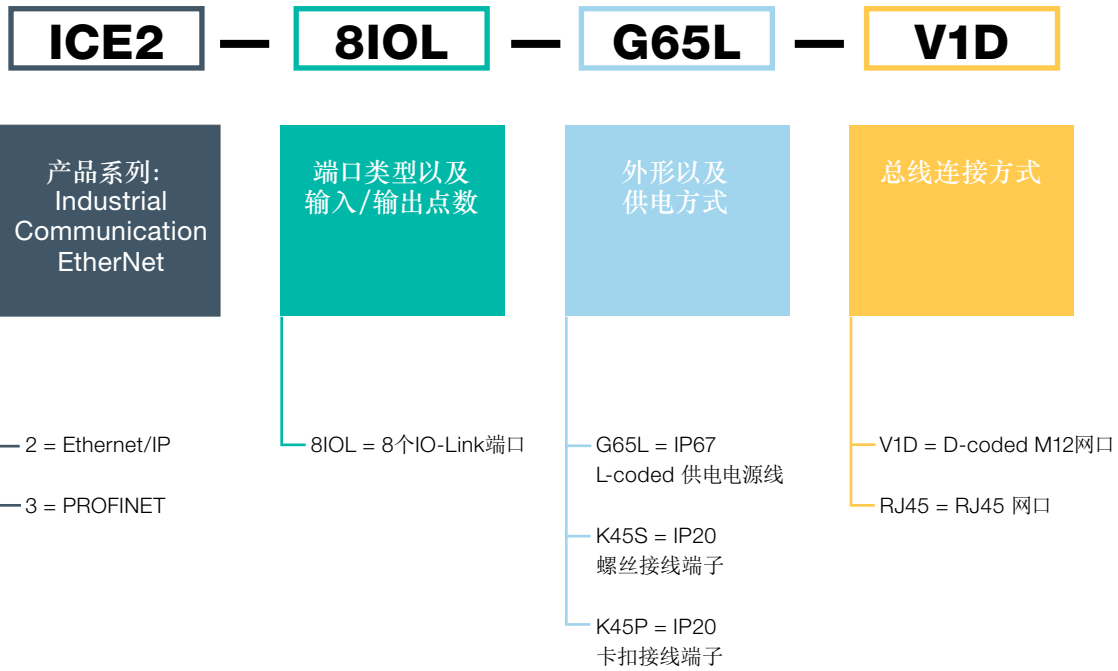 ICE2 — 8IOL — G65L — V1D
产品系列:
Industrial
Communication
EtherNet
端口类型以及
输入/输出点数
外形以及
供电方式
总线连接方式
2 = Ethernet/IP
3 = PROFINET
8IOL = 8个IO-Link端口
G65L = IP67
L-coded 供电电源线
K45S = IP20
螺丝接线端子
K45P = IP20
卡扣接线端子
V1D = D-coded M12网口
RJ45 = RJ45 网口